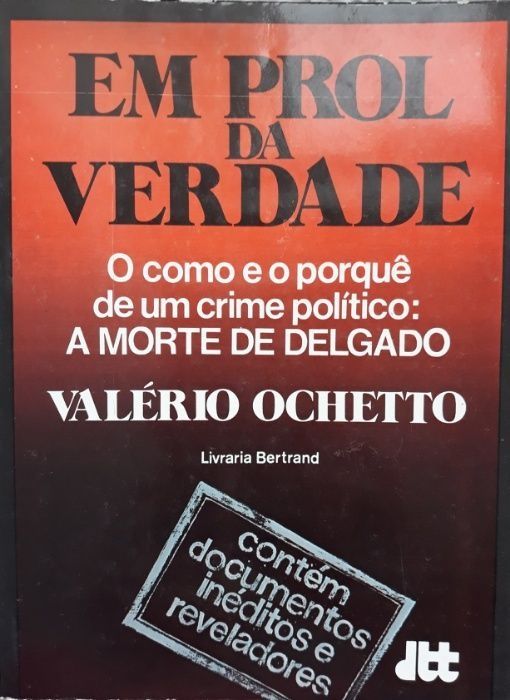 EM PROL
DA
VERDADE
O como e o porquê
de um crime político:
A MORTE DE DELGADO
VALÉRIO OCHETTO
Livraria Bertrand
contém
documentos
inéditos e
reveladores
dtt